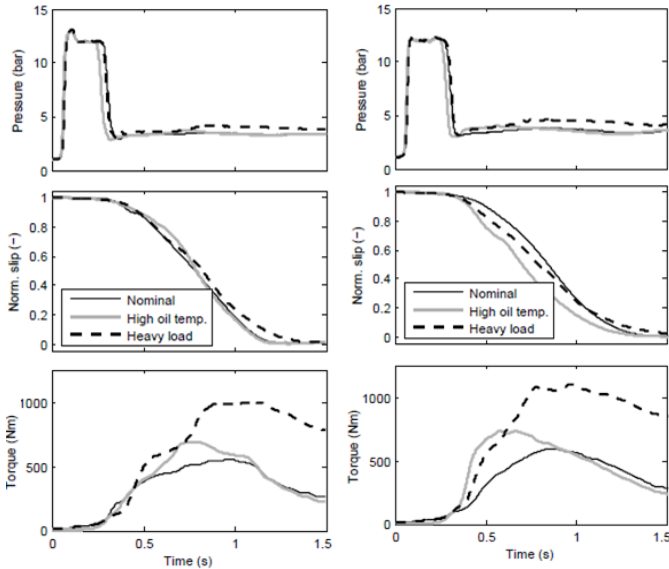 15
10
5
0
Pressure (bar)
1
0.8
0.6
0.4
0.2
0
Norm. slip (−)
Nominal
High oil temp.
Heavy load
1000
500
0
Torque (Nm)
0
0.5
1
1.5
Time (s)
15
10
5
0
Pressure (bar)
1
0.8
0.6
0.4
0.2
0
Norm. slip (−)
Nominal
High oil temp.
Heavy load
1000
500
0
Torque (Nm)
0
0.5
1
1.5
Time (s)